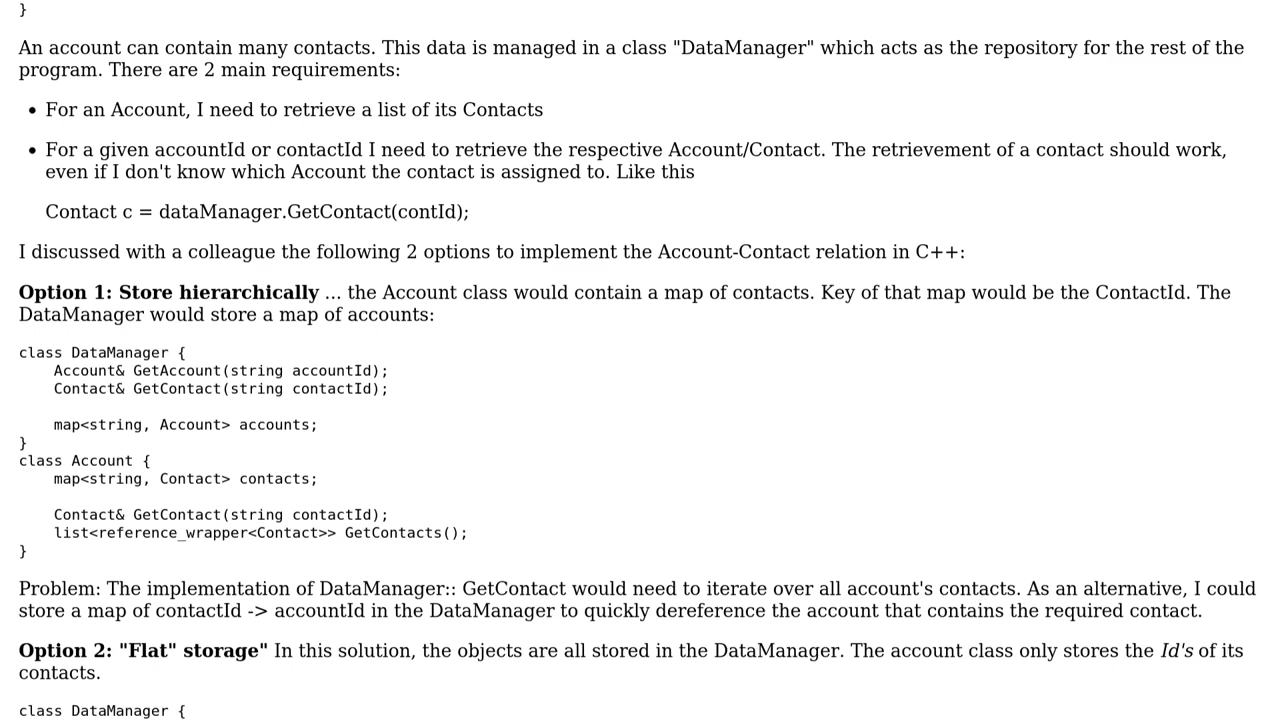 }
An account can contain many contacts. This data is managed in a class "DataManager" which acts as the repository for the rest of the
program. There are 2 main requirements:
• For an Account, I need to retrieve a list of its Contacts
• For a given accountId or contactId I need to retrieve the respective Account/Contact. The retrievement of a contact should work,
even if I don't know which Account the contact is assigned to. Like this
Contact c = dataManager.GetContact(contId);
I discussed with a colleague the following 2 options to implement the Account-Contact relation in C++:
Option 1: Store hierarchically ... the Account class would contain a map of contacts. Key of that map would be the ContactId. The
DataManager would store a map of accounts:
class DataManager {
    Account& GetAccount(string accountId);
    Contact& GetContact(string contactId);
    map<string, Account> accounts;
}
class Account {
    map<string, Contact> contacts;
    Contact& GetContact(string contactId);
    list<reference_wrapper<Contact>> GetContacts();
}
Problem: The implementation of DataManager:: GetContact would need to iterate over all account's contacts. As an alternative, I could
store a map of contactId -> accountId in the DataManager to quickly dereference the account that contains the required contact.
Option 2: "Flat" storage" In this solution, the objects are all stored in the DataManager. The account class only stores the Id's of its
contacts.
class DataManager {